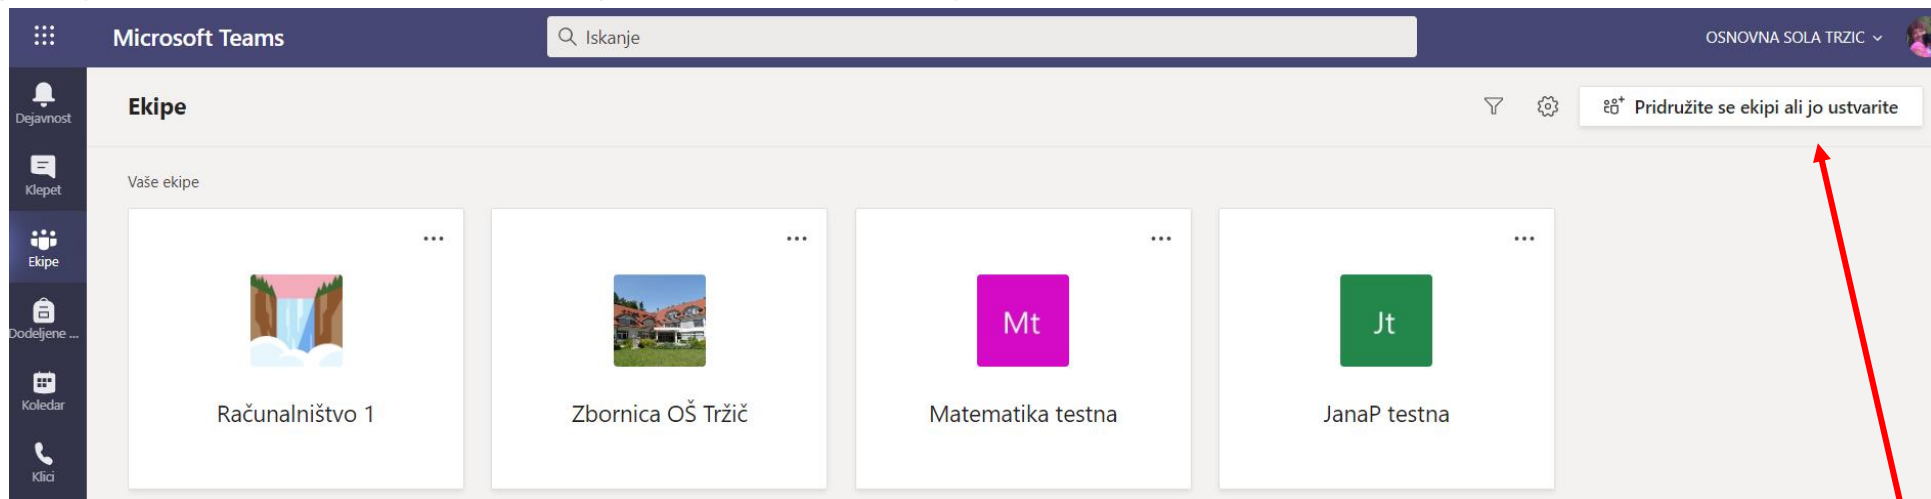 Microsoft Teams
Iskanje
OSNOVNA SOLA TRZIC
Dejavnost
Ekipe
Pridružite se ekipi ali jo ustvarite
Klepet
Vaše ekipe
Ekipe
Dodeljene ...
Koledar
Klici
Mt
Jt
Računalništvo 1
Zbornica OŠ Tržič
Matematika testna
JanaP testna